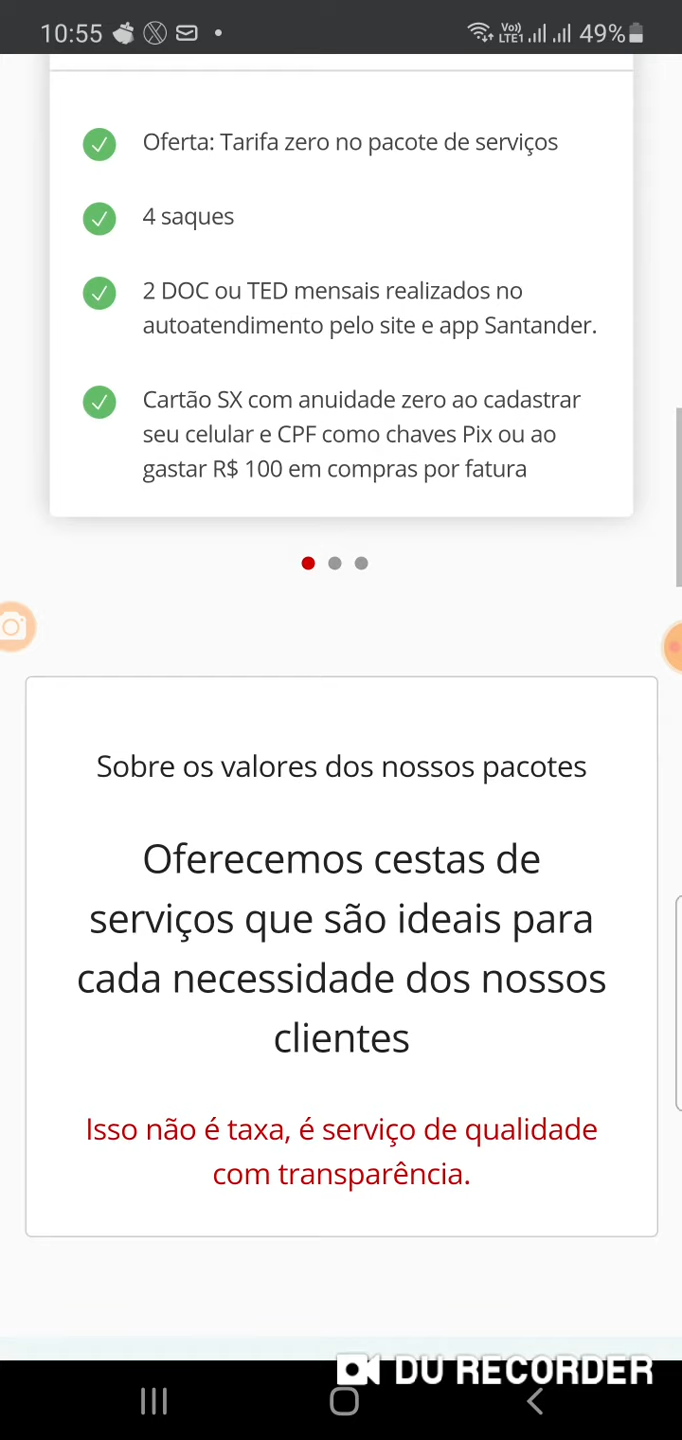 10:55
Vo)) LTE1 49%
Oferta: Tarifa zero no pacote de serviços
4 saques
2 DOC ou TED mensais realizados no
autoatendimento pelo site e app Santander.
Cartão SX com anuidade zero ao cadastrar
seu celular e CPF como chaves Pix ou ao
gastar R$ 100 em compras por fatura
Sobre os valores dos nossos pacotes
Oferecemos cestas de
serviços que são ideais para
cada necessidade dos nossos
clientes
Isso não é taxa, é serviço de qualidade
com transparência.
DU RECORDER